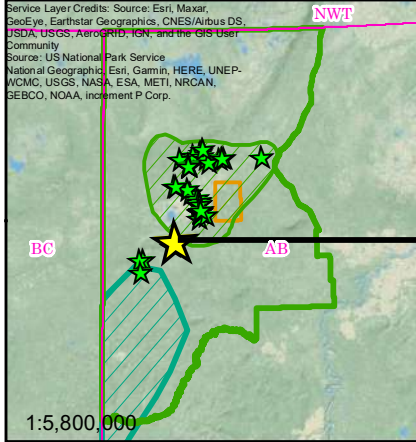 Service Layer Credits: Source: Esri, Maxar,
GeoEye, Earthstar Geographics, CNES/Airbus DS,
USDA, USGS, AeroGRID, IGN, and the GIS User
Community
Source: US National Park Service
National Geographic, Esri, Garmin, HERE, UNEP-
WCMC, USGS, NASA, ESA, METI, NRCAN,
GEBCO, NOAA, increment P Corp.
NWT
BC
AB
1:5,800,000